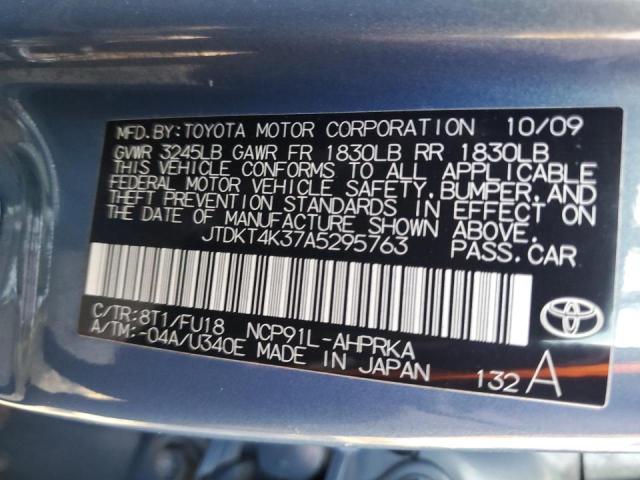 MFD.BY:TOYOTA MOTOR CORPORATION 10/09
GVWR 3245LB GAWR FR 1830LB RR 1830LB
THIS VEHICLE CONFORMS TO ALL APPLICABLE
FEDERAL MOTOR VEHICLE SAFETY,BUMPER,AND
THEFT PREVENTION STANDARDS IN EFFECT ON
THE DATE OF MANUFACTURE SHOWN ABOVE.
JTDKT4K37A5295763 PASS.CAR
C/TR:8T1/FU18 NCP91L-AHPRKA
A/TM:-04A/U340E MADE IN JAPAN
132 A